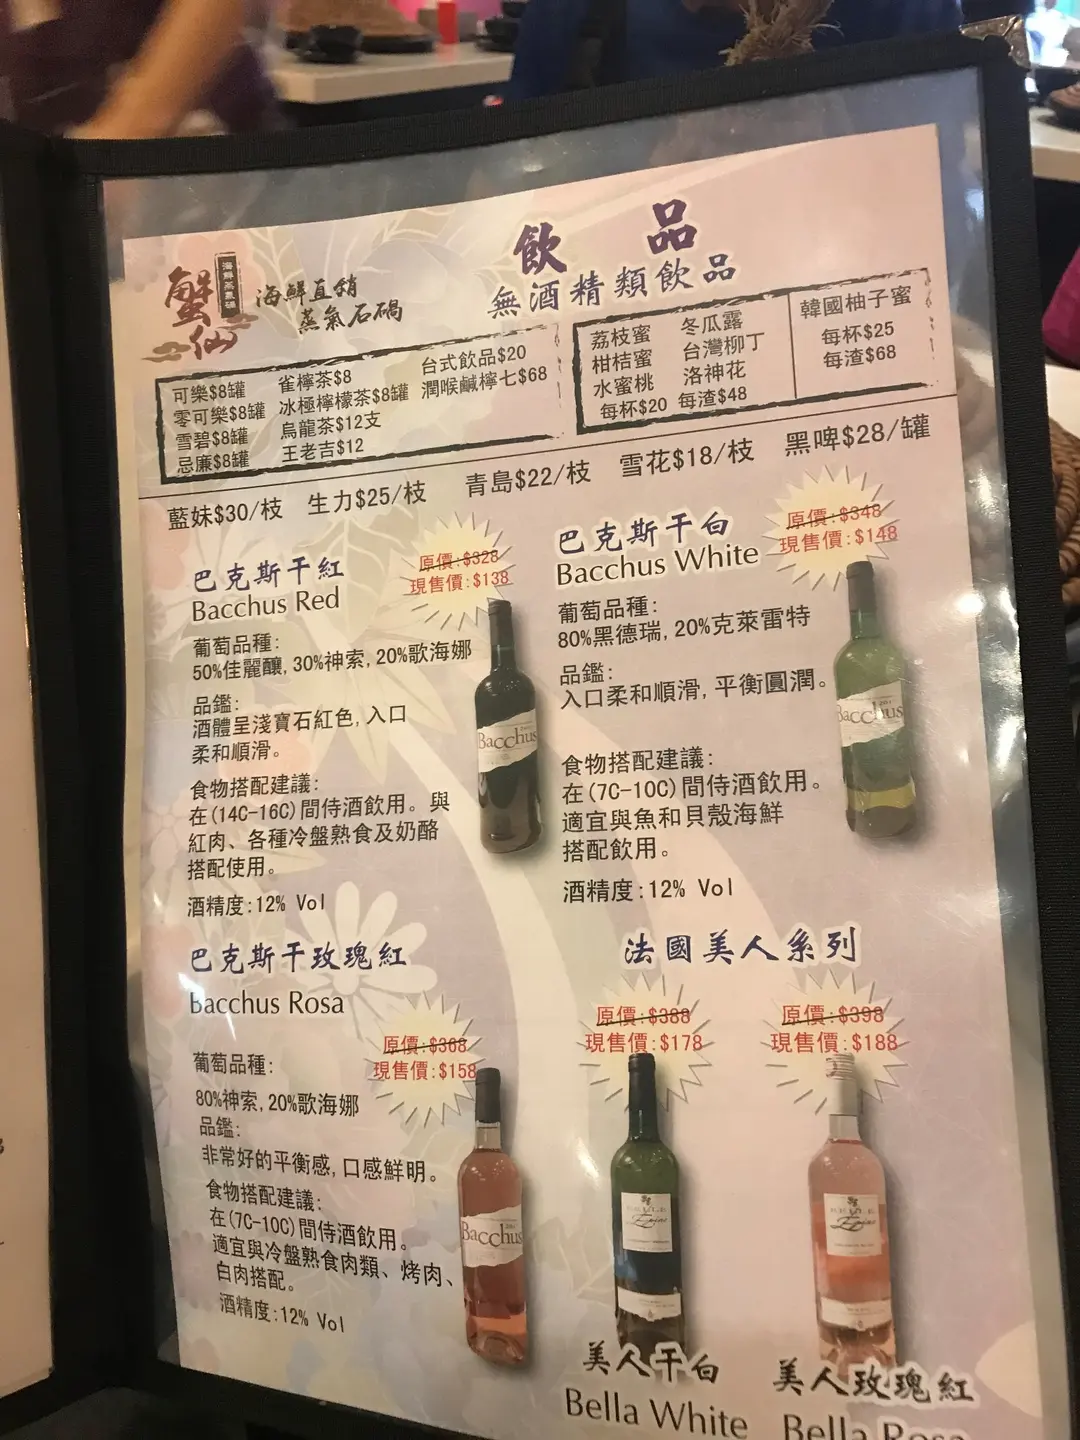 飲品
無酒精類飲品
蟹仙
海鮮蒸氣鍋
海鮮直銷
蒸氣石鍋
可樂$8罐
零可樂$8罐
雪碧$8罐
忌廉$8罐
雀檸茶$8
冰極檸檬茶$8罐
烏龍茶$12支
王老吉$12
台式飲品$20
潤喉鹹檸七$68
荔枝蜜
柑桔蜜
水蜜桃
每杯$20
冬瓜露
台灣柳丁
洛神花
每渣$48
韓國柚子蜜
每杯$25
每渣$68
藍妹$30/枝 生力$25/枝 青島$22/枝 雪花$18/枝 黑啤$28/罐
巴克斯干紅
Bacchus Red
原價:$328
現售價:$138
葡萄品種:
50%佳麗釀,30%神索,20%歌海娜
品鑑:
酒體呈淺寶石紅色,入口
柔和順滑。
食物搭配建議:
在(14C-16C)間侍酒飲用。與
紅肉、各種冷盤熟食及奶酪
搭配使用。
酒精度:12% Vol
Bacchus
巴克斯干白
Bacchus White
原價:$348
現售價:$148
葡萄品種:
80%黑德瑞,20%克萊雷特
品鑑:
入口柔和順滑,平衡圓潤。
食物搭配建議:
在(7C-10C)間侍酒飲用。
適宜與魚和貝殼海鮮
搭配飲用。
酒精度:12% Vol
Bacchus
巴克斯干玫瑰紅
Bacchus Rosa
原價:$368
現售價:$158
葡萄品種:
80%神索,20%歌海娜
品鑑:
非常好的平衡感,口感鮮明。
食物搭配建議:
在(7C-10C)間侍酒飲用。
適宜與冷盤熟食肉類、烤肉、
白肉搭配。
酒精度:12% Vol
Bacchus
法國美人系列
原價:$388
現售價:$178
美人干白
Bella White
原價:$398
現售價:$188
美人玫瑰紅
Bella Rosa